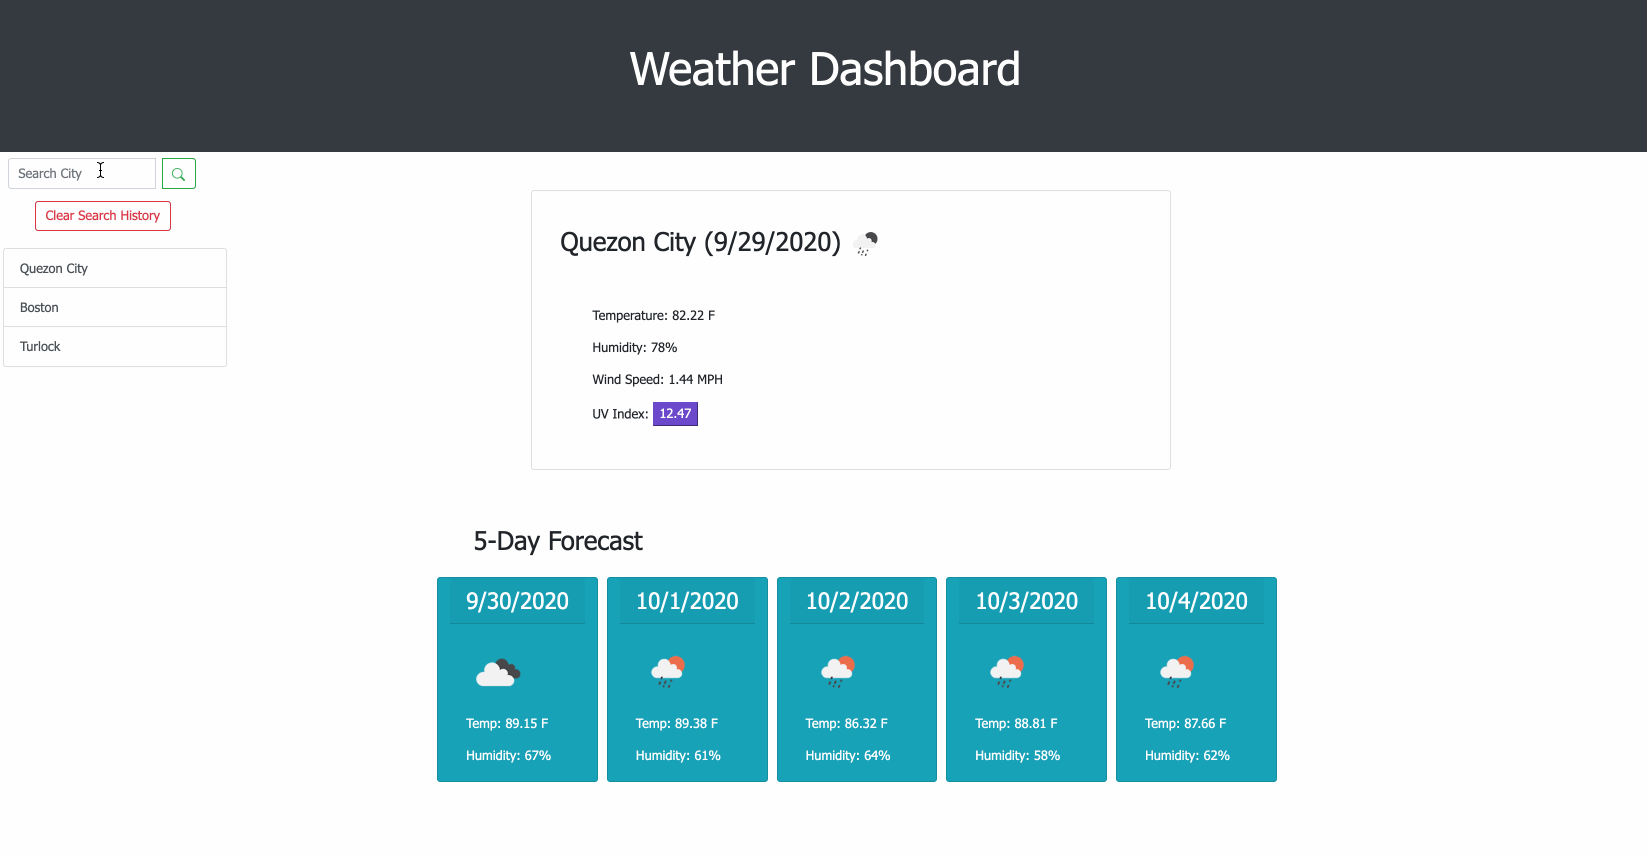 Weather Dashboard
Search City
Clear Search History
Quezon City
Boston
Turlock
Quezon City (9/29/2020)
Temperature: 82.22 F
Humidity: 78%
Wind Speed: 1.44 MPH
UV Index: 12.47
5-Day Forecast
9/30/2020
Temp: 89.15 F
Humidity: 67%
10/1/2020
Temp: 89.38 F
Humidity: 61%
10/2/2020
Temp: 86.32 F
Humidity: 64%
10/3/2020
Temp: 88.81 F
Humidity: 58%
10/4/2020
Temp: 87.66 F
Humidity: 62%